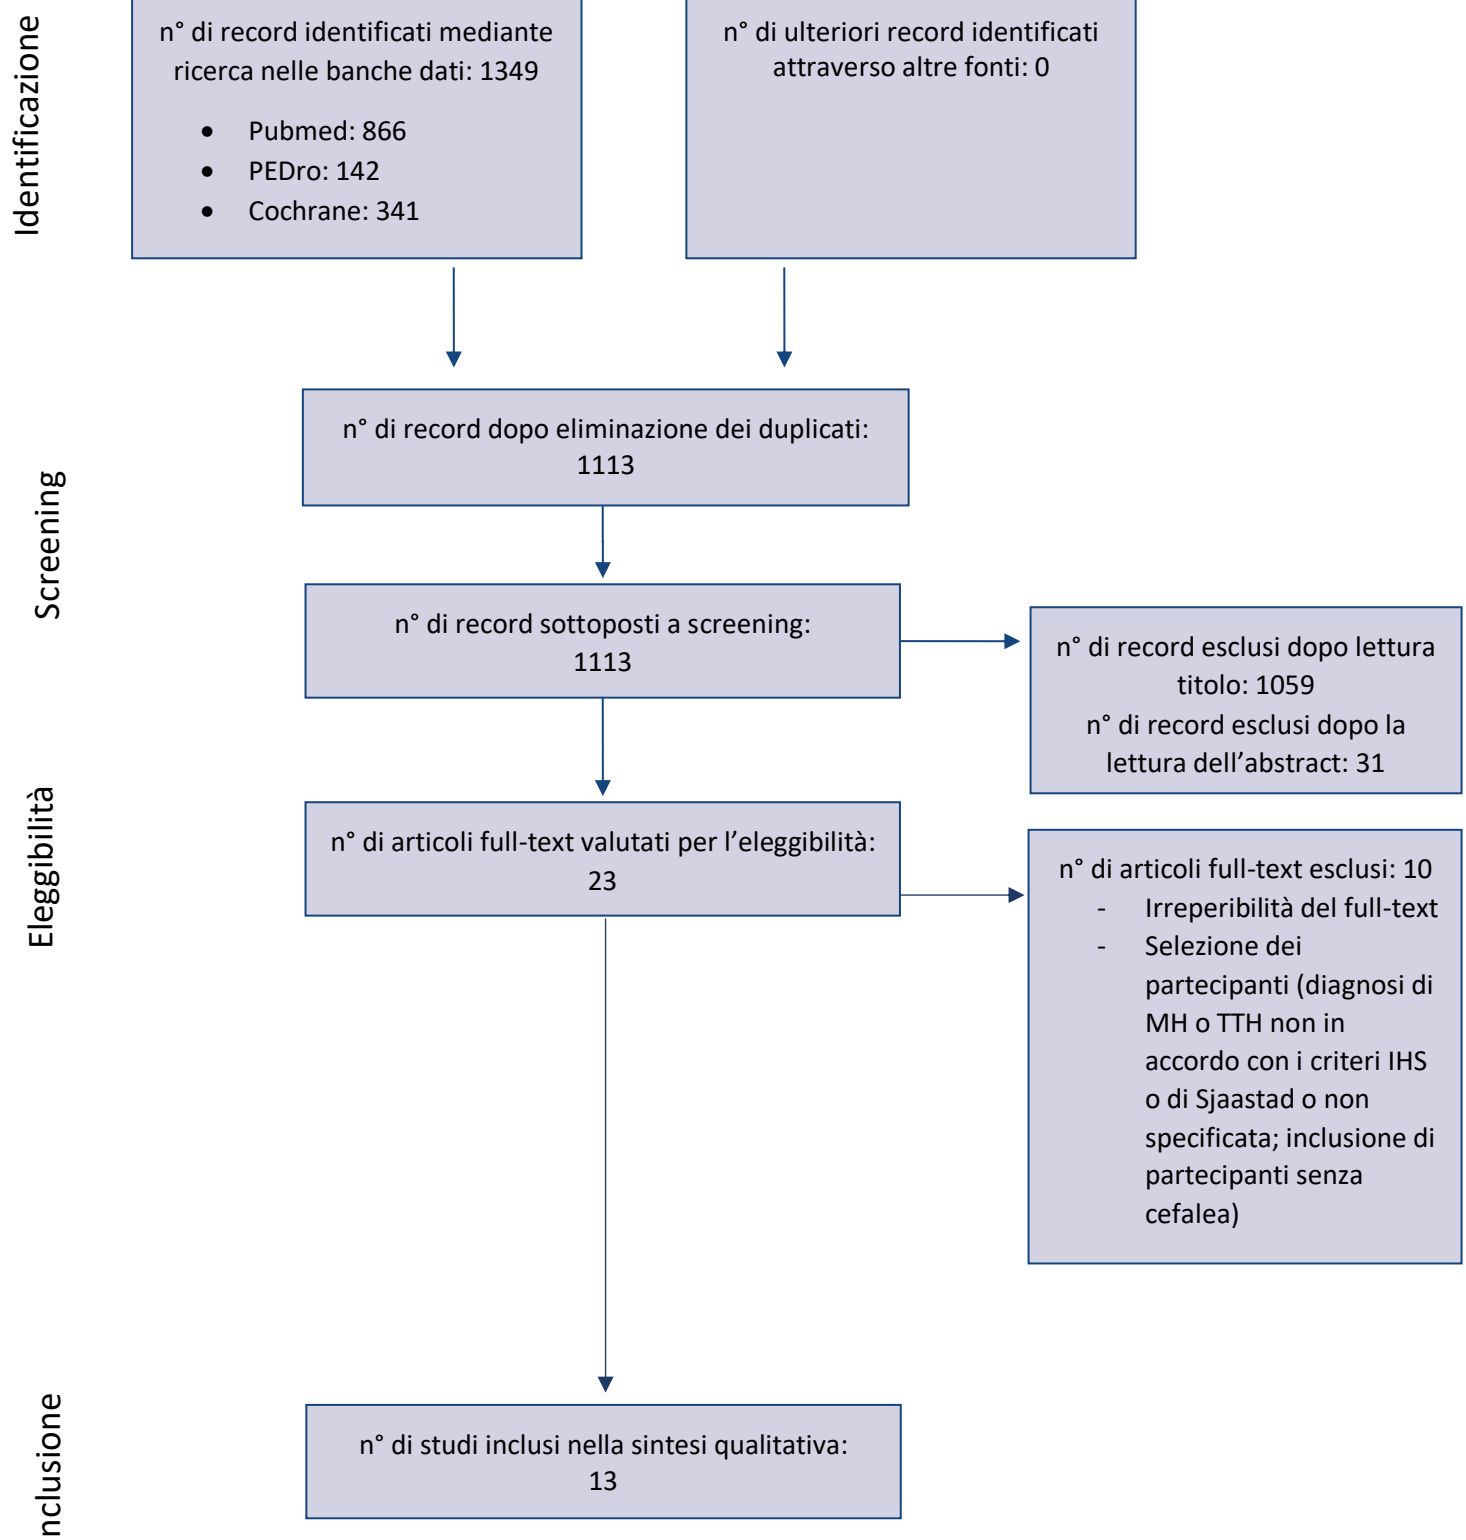 Identificazione
n° di record identificati mediante
ricerca nelle banche dati: 1349
• Pubmed: 866
• PEDro: 142
• Cochrane: 341
n° di ulteriori record identificati
attraverso altre fonti: 0
Screening
n° di record dopo eliminazione dei duplicati:
1113
n° di record sottoposti a screening:
1113
n° di record esclusi dopo lettura
titolo: 1059
n° di record esclusi dopo la
lettura dell’abstract: 31
Eleggibilità
n° di articoli full-text valutati per l’eleggibilità:
23
n° di articoli full-text esclusi: 10
- Irreperibilità del full-text
- Selezione dei
partecipanti (diagnosi di
MH o TTH non in
accordo con i criteri IHS
o di Sjaastad o non
specificata; inclusione di
partecipanti senza
cefalea)
nclusione
n° di studi inclusi nella sintesi qualitativa:
13